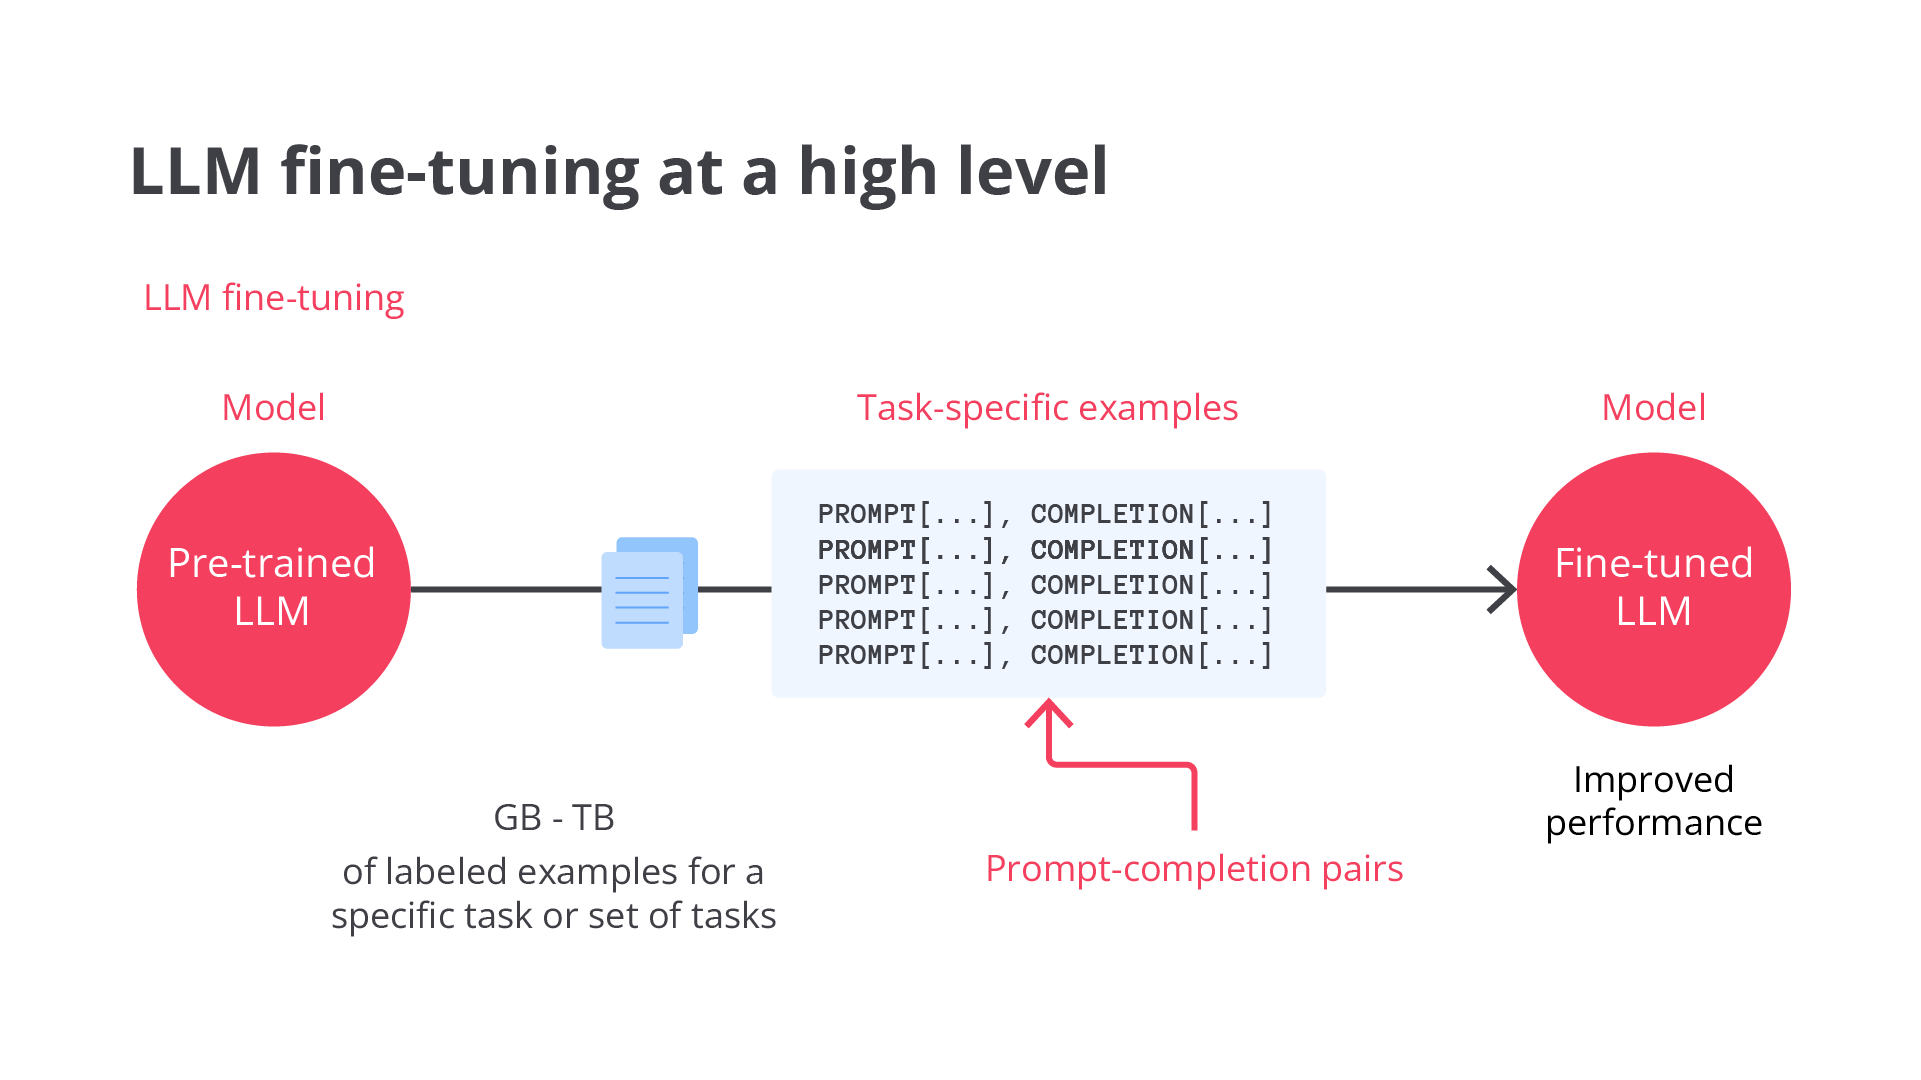 LLM fine-tuning at a high level
LLM fine-tuning
Model
Task-specific examples
Model
Pre-trained
LLM
PROMPT[...], COMPLETION[...]
PROMPT[...], COMPLETION[...]
PROMPT[...], COMPLETION[...]
PROMPT[...], COMPLETION[...]
PROMPT[...], COMPLETION[...]
Fine-tuned
LLM
GB - TB
of labeled examples for a
specific task or set of tasks
Prompt-completion pairs
Improved
performance